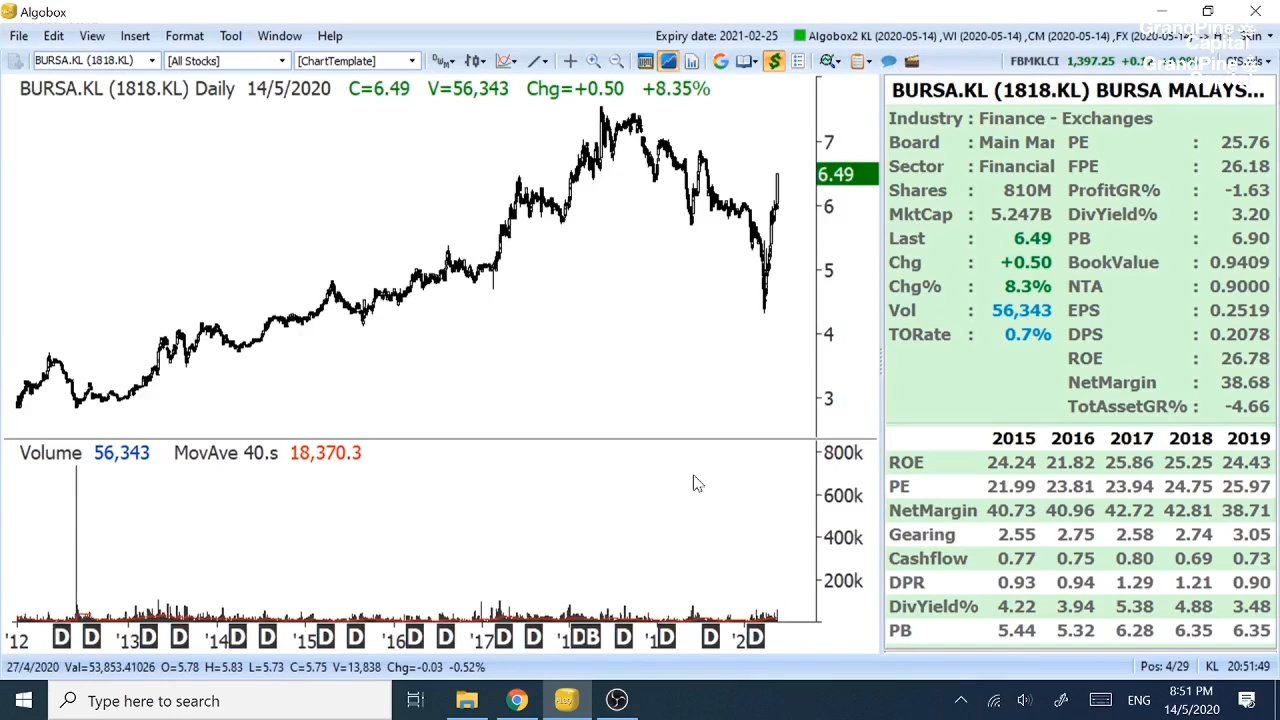 Algobox
GrandPine
Capital
GrandPine
File Edit View Insert Format Tool Window Help Expiry date: 2021-02-25 Algobox2 KL (2020-05-14) ,WI (2020-05-14) ,CM (2020-05-14) ,FX (2020-05-14)
BURSA.KL (1818.KL) [All Stocks] [ChartTemplate] FBMKLCI 1,397.25
BURSA.KL (1818.KL) Daily 14/5/2020 C=6.49 V=56,343 Chg=+0.50 +8.35%
7
6.49
6
5
4
3
Volume 56,343 MovAve 40.s 18,370.3
800k
600k
400k
200k
'12 D D '13 D D '14 D D '15 D D '16 D D '17 D D '1 D B D '1 D D '2 D
BURSA.KL (1818.KL) BURSA MALAYS...
Industry : Finance - Exchanges
Board : Main Mar PE : 25.76
Sector : Financial FPE : 26.18
Shares : 810M ProfitGR% : -1.63
MktCap : 5.247B DivYield% : 3.20
Last : 6.49 PB : 6.90
Chg : +0.50 BookValue : 0.9409
Chg% : 8.3% NTA : 0.9000
Vol : 56,343 EPS : 0.2519
TORate : 0.7% DPS : 0.2078
ROE : 26.78
NetMargin : 38.68
TotAssetGR% : -4.66
2015 2016 2017 2018 2019
ROE 24.24 21.82 25.86 25.25 24.43
PE 21.99 23.81 23.94 24.75 25.97
NetMargin 40.73 40.96 42.72 42.81 38.71
Gearing 2.55 2.75 2.58 2.74 3.05
Cashflow 0.77 0.75 0.80 0.69 0.73
DPR 0.93 0.94 1.29 1.21 0.90
DivYield% 4.22 3.94 5.38 4.88 3.48
PB 5.44 5.32 6.28 6.35 6.35
27/4/2020 Val=53,853.41026 O=5.78 H=5.83 L=5.73 C=5.75 V=13,838 Chg=-0.03 -0.52% Pos: 4/29 KL 20:51:49
Type here to search
ENG
8:51 PM
14/5/2020